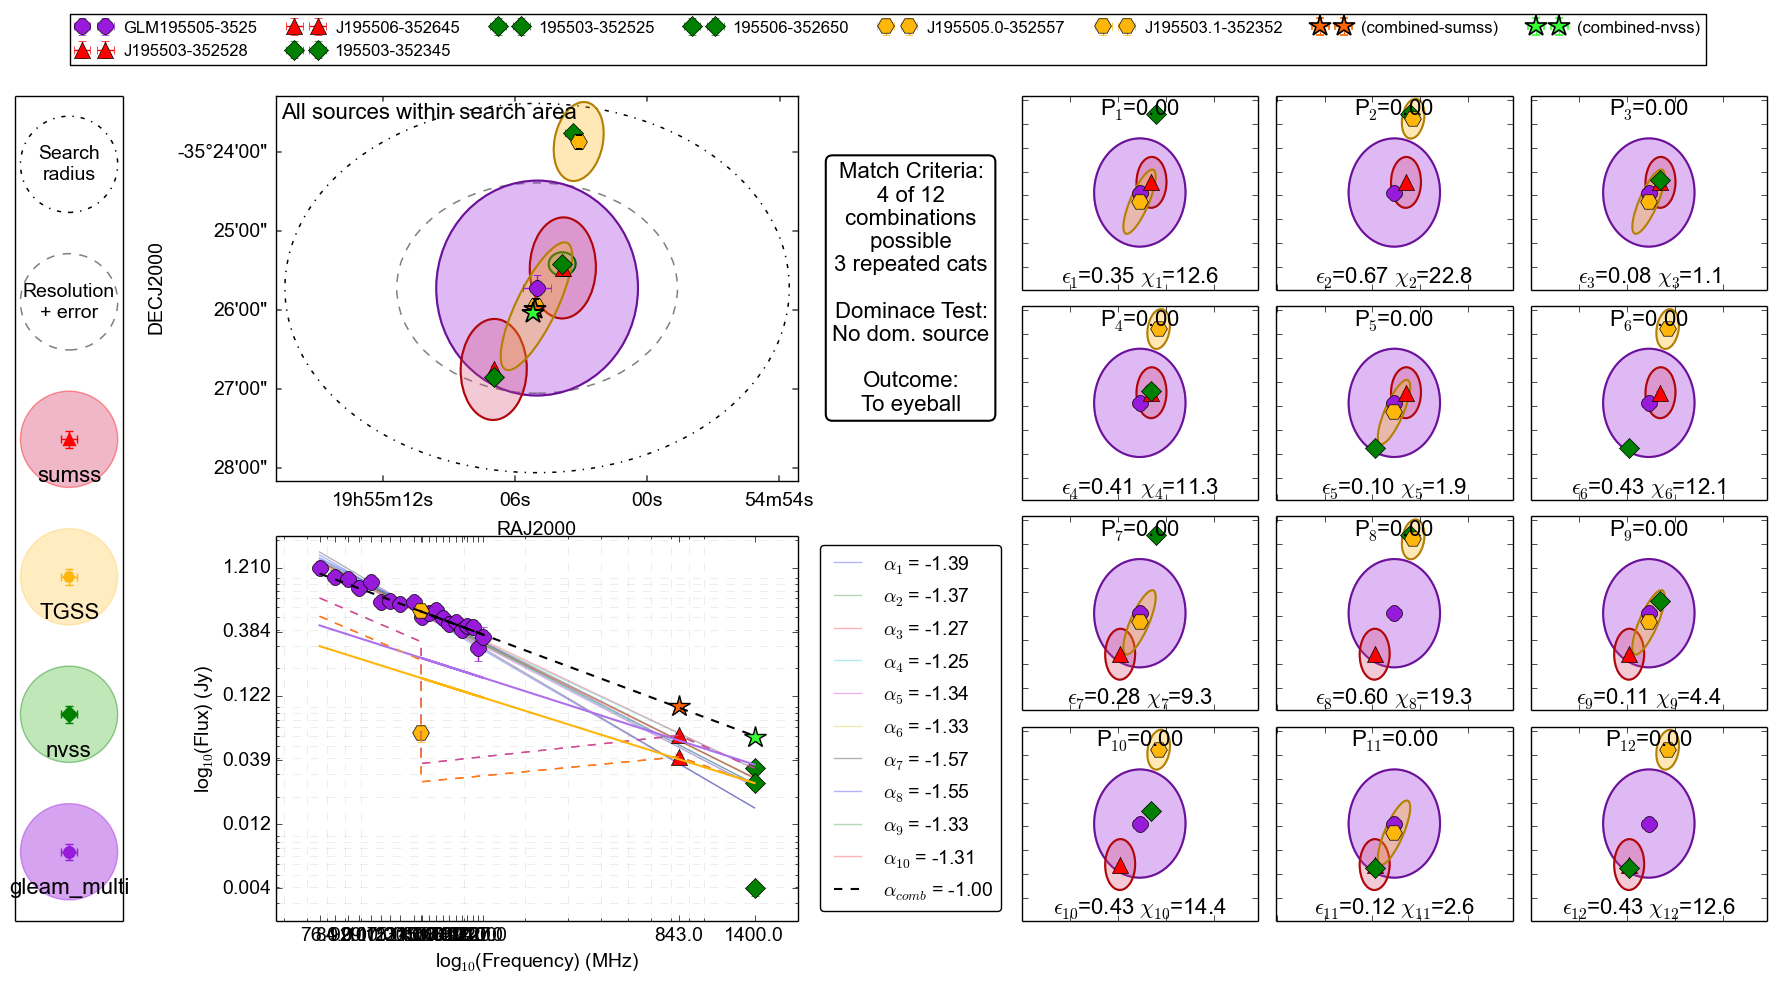 GLM195505-3525 J195506-352645 195503-352525 195506-352650 J195505.0-352557 J195503.1-352352 (combined-sumss) (combined-nvss)
J195503-352528 195503-352345
Search
radius
Resolution
+ error
sumss
TGSS
nvss
gleam_multi
All sources within search area
DECJ2000
-35°24'00"
25'00"
26'00"
27'00"
28'00"
19h55m12s 06s 00s 54m54s
RAJ2000
Match Criteria:
4 of 12
combinations
possible
3 repeated cats
Dominace Test:
No dom. source
Outcome:
To eyeball
log₁₀(Flux) (Jy)
1.210
0.384
0.122
0.039
0.012
0.004
843.0 1400.0
log₁₀(Frequency) (MHz)
α₁ = -1.39
α₂ = -1.37
α₃ = -1.27
α₄ = -1.25
α₅ = -1.34
α₆ = -1.33
α₇ = -1.57
α₈ = -1.55
α₉ = -1.33
α₁₀ = -1.31
α_comb = -1.00
P₁=0.00
ε₁=0.35 χ₁=12.6
P₂=0.00
ε₂=0.67 χ₂=22.8
P₃=0.00
ε₃=0.08 χ₃=1.1
P₄=0.00
ε₄=0.41 χ₄=11.3
P₅=0.00
ε₅=0.10 χ₅=1.9
P₆=0.00
ε₆=0.43 χ₆=12.1
P₇=0.00
ε₇=0.28 χ₇=9.3
P₈=0.00
ε₈=0.60 χ₈=19.3
P₉=0.00
ε₉=0.11 χ₉=4.4
P₁₀=0.00
ε₁₀=0.43 χ₁₀=14.4
P₁₁=0.00
ε₁₁=0.12 χ₁₁=2.6
P₁₂=0.00
ε₁₂=0.43 χ₁₂=12.6